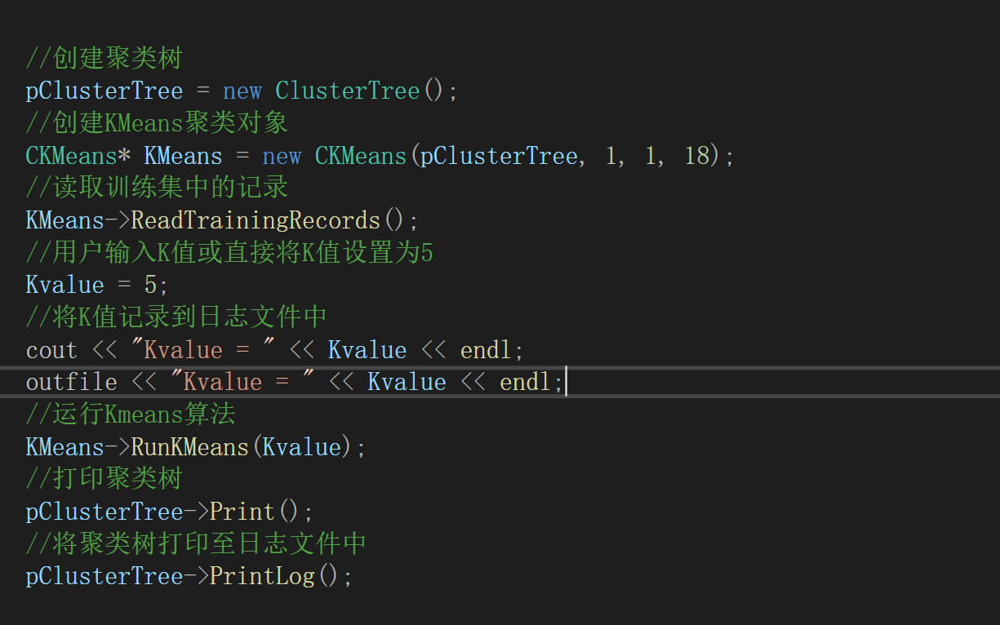 //创建聚类树
pClusterTree = new ClusterTree();
//创建KMeans聚类对象
CKMeans* KMeans = new CKMeans(pClusterTree, 1, 1, 18);
//读取训练集中的记录
KMeans->ReadTrainingRecords();
//用户输入K值或直接将K值设置为5
Kvalue = 5;
//将K值记录到日志文件中
cout << "Kvalue = " << Kvalue << endl;
outfile << "Kvalue = " << Kvalue << endl;
//运行Kmeans算法
KMeans->RunKMeans(Kvalue);
//打印聚类树
pClusterTree->Print();
//将聚类树打印至日志文件中
pClusterTree->PrintLog();